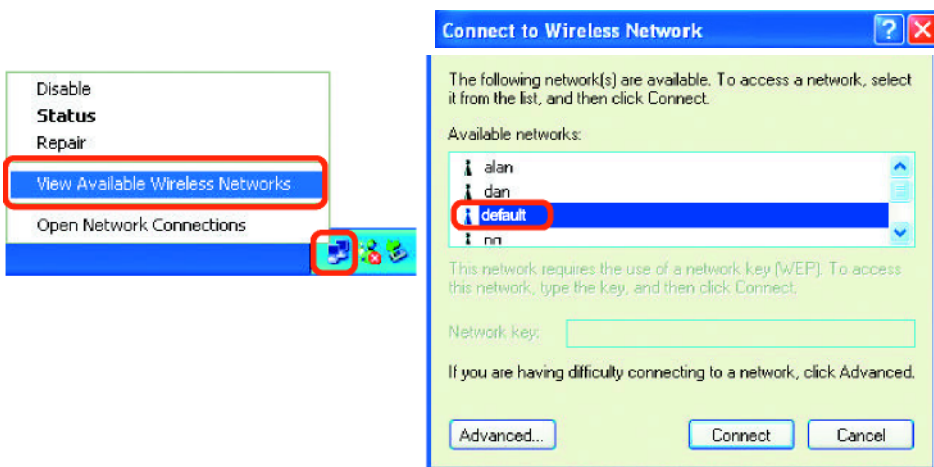 Disable
Status
Repair
View Available Wireless Networks
Open Network Connections
Connect to Wireless Network
The following network(s) are available. To access a network, select
it from the list, and then click Connect.
Available networks:
alan
dan
default
This network requires the use of a network key (WEP). To access
this network, type the key, and then click Connect.
Network key:
If you are having difficulty connecting to a network, click Advanced.
Advanced...
Connect
Cancel